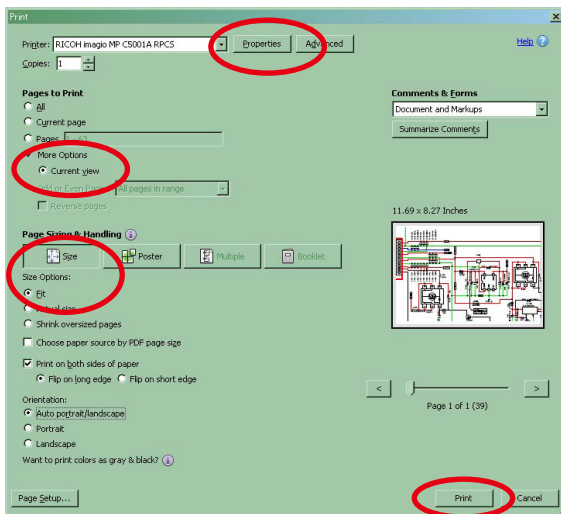 Print
Printer: RICOH imagio MP C5001A RPCS Properties Advanced Help
Copies: 1
Pages to Print
All
Current page
Pages 1 - 63
More Options
Current view
Odd or Even Pages: All pages in range
Reverse pages
Comments & Forms
Document and Markups
Summarize Comments
Page Sizing & Handling
Size Poster Multiple Booklet
Size Options:
Fit
Actual size
Shrink oversized pages
Choose paper source by PDF page size
Print on both sides of paper
Flip on long edge Flip on short edge
Orientation:
Auto portrait/landscape
Portrait
Landscape
Want to print colors as gray & black?
11.69 x 8.27 Inches
< >
Page 1 of 1 (39)
Page Setup... Print Cancel